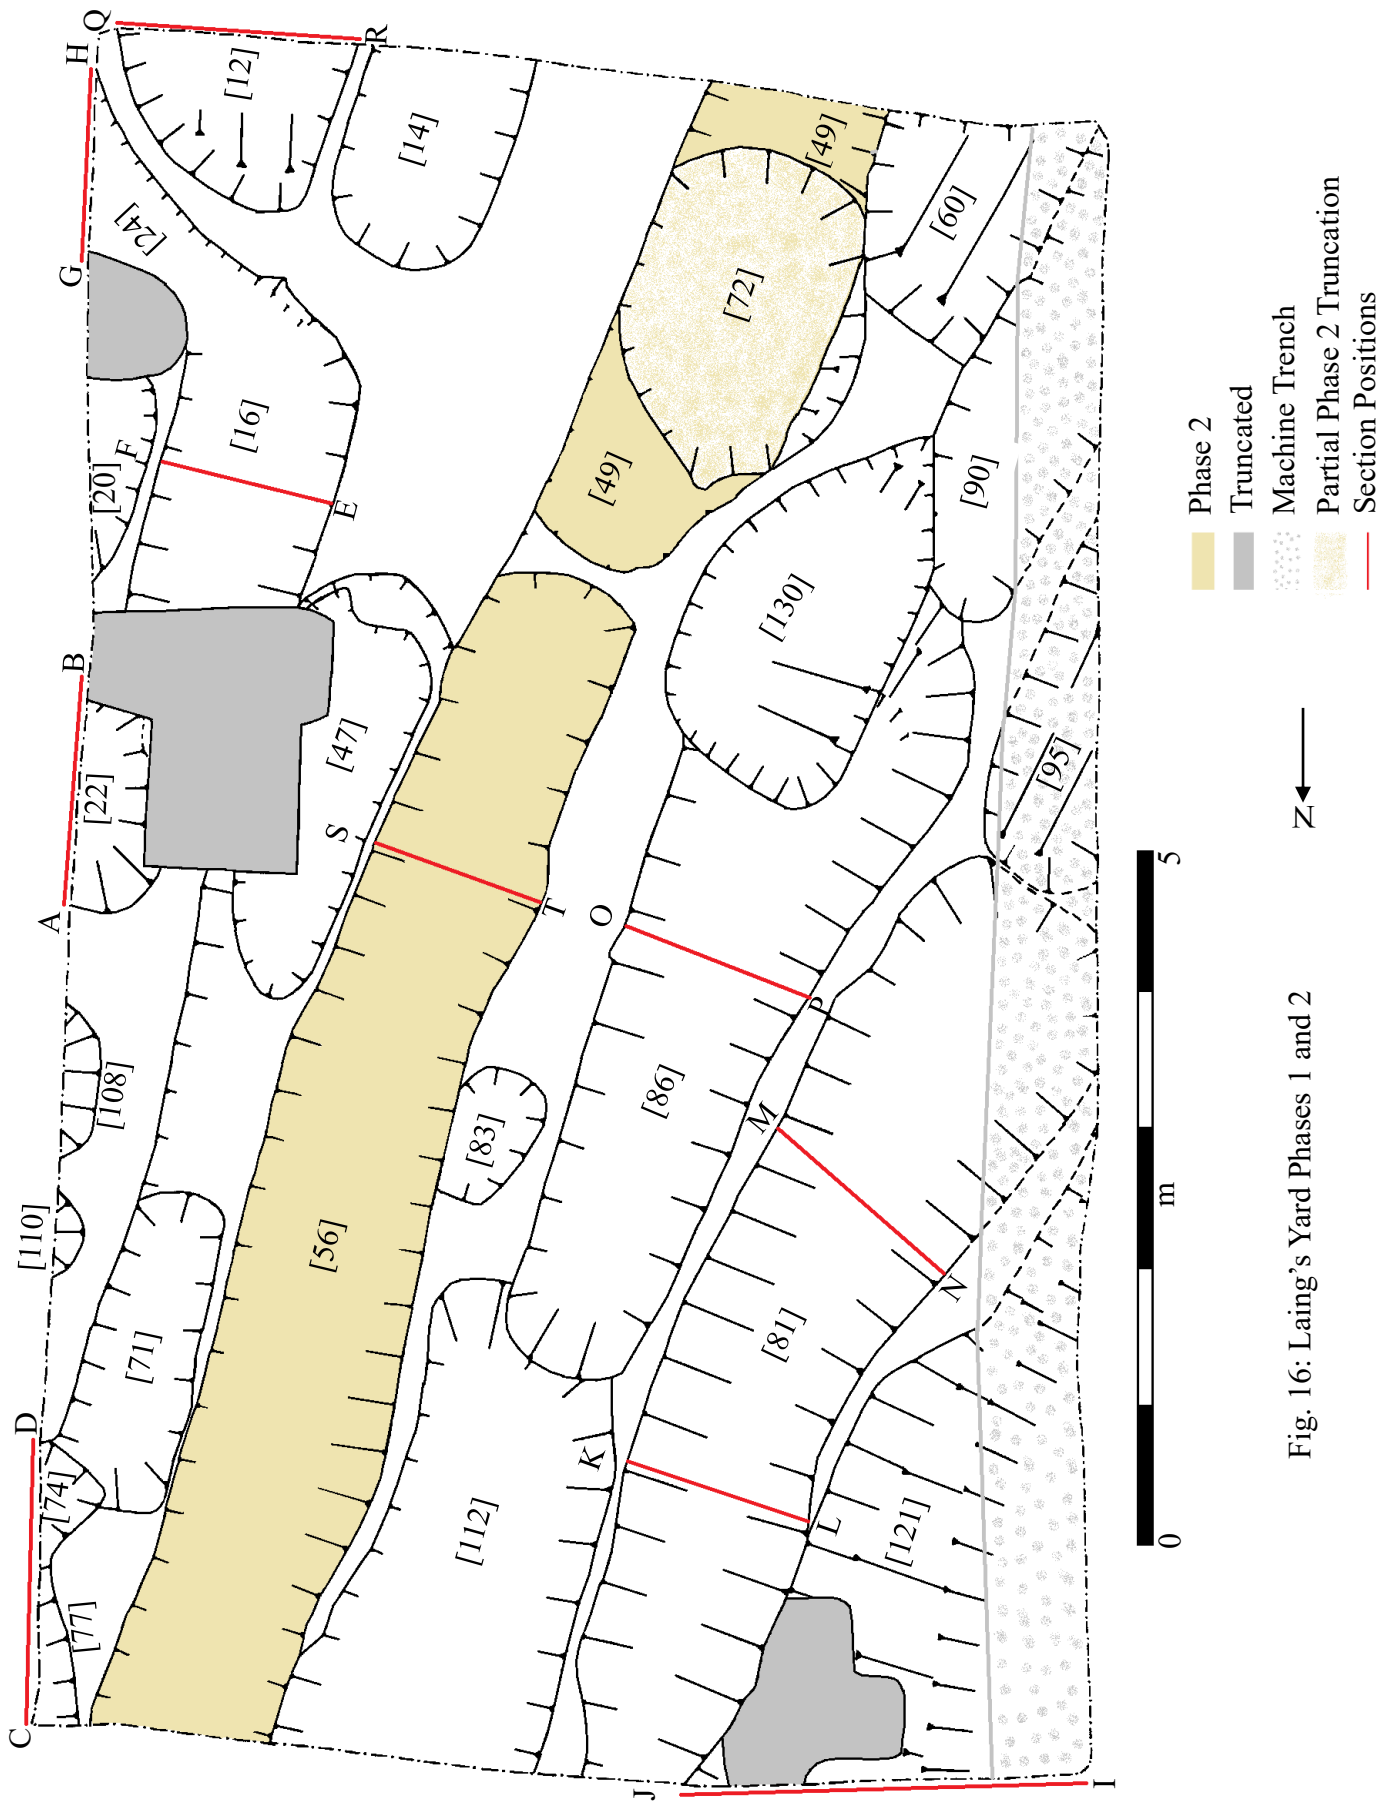 C
D
A
B
G
H
Q
R
[77]
[74]
[110]
[108]
[22]
[20]
[24]
[12]
[14]
[71]
[47]
[16]
F
E
S
T
[56]
[83]
[49]
[49]
[72]
[60]
[112]
[86]
O
P
[130]
[90]
K
L
M
N
[81]
[95]
[121]
J
I
0
5
m
N
Phase 2
Truncated
Machine Trench
Partial Phase 2 Truncation
Section Positions
Fig. 16: Laing’s Yard Phases 1 and 2